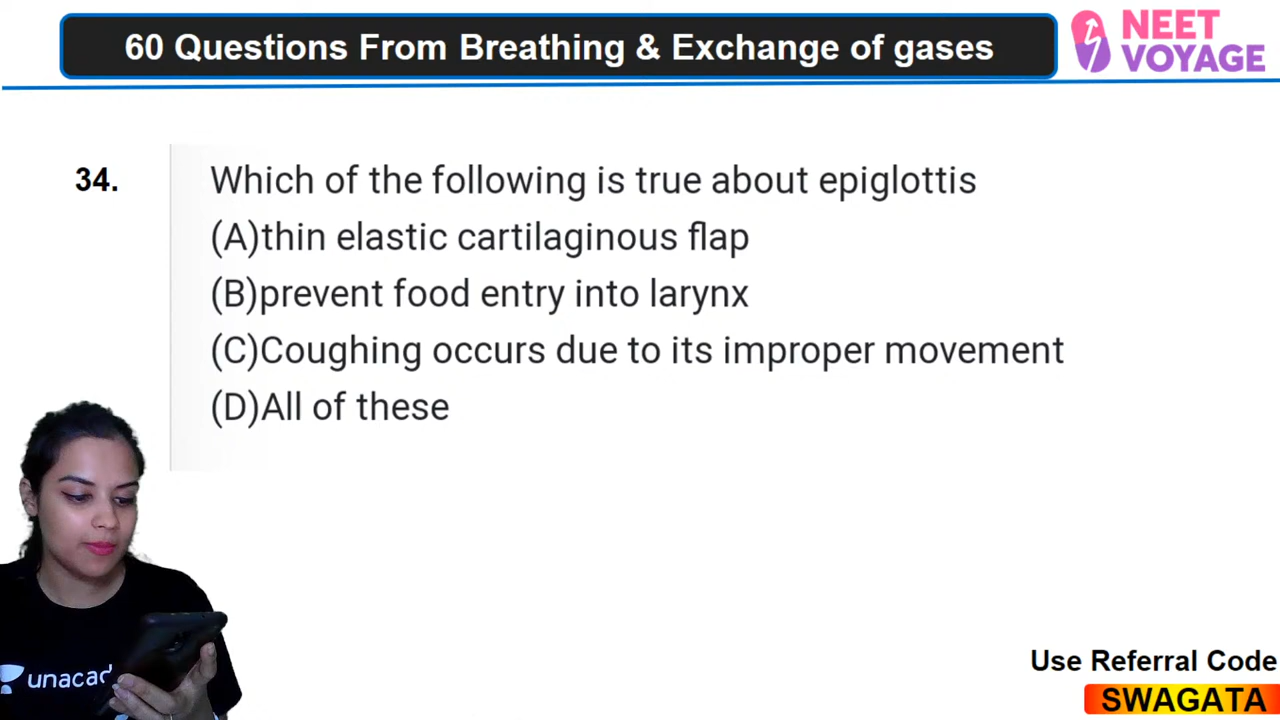 60 Questions From Breathing & Exchange of gases
NEET
VOYAGE
34.
Which of the following is true about epiglottis
(A)thin elastic cartilaginous flap
(B)prevent food entry into larynx
(C)Coughing occurs due to its improper movement
(D)All of these
unacad
Use Referral Code
SWAGATA